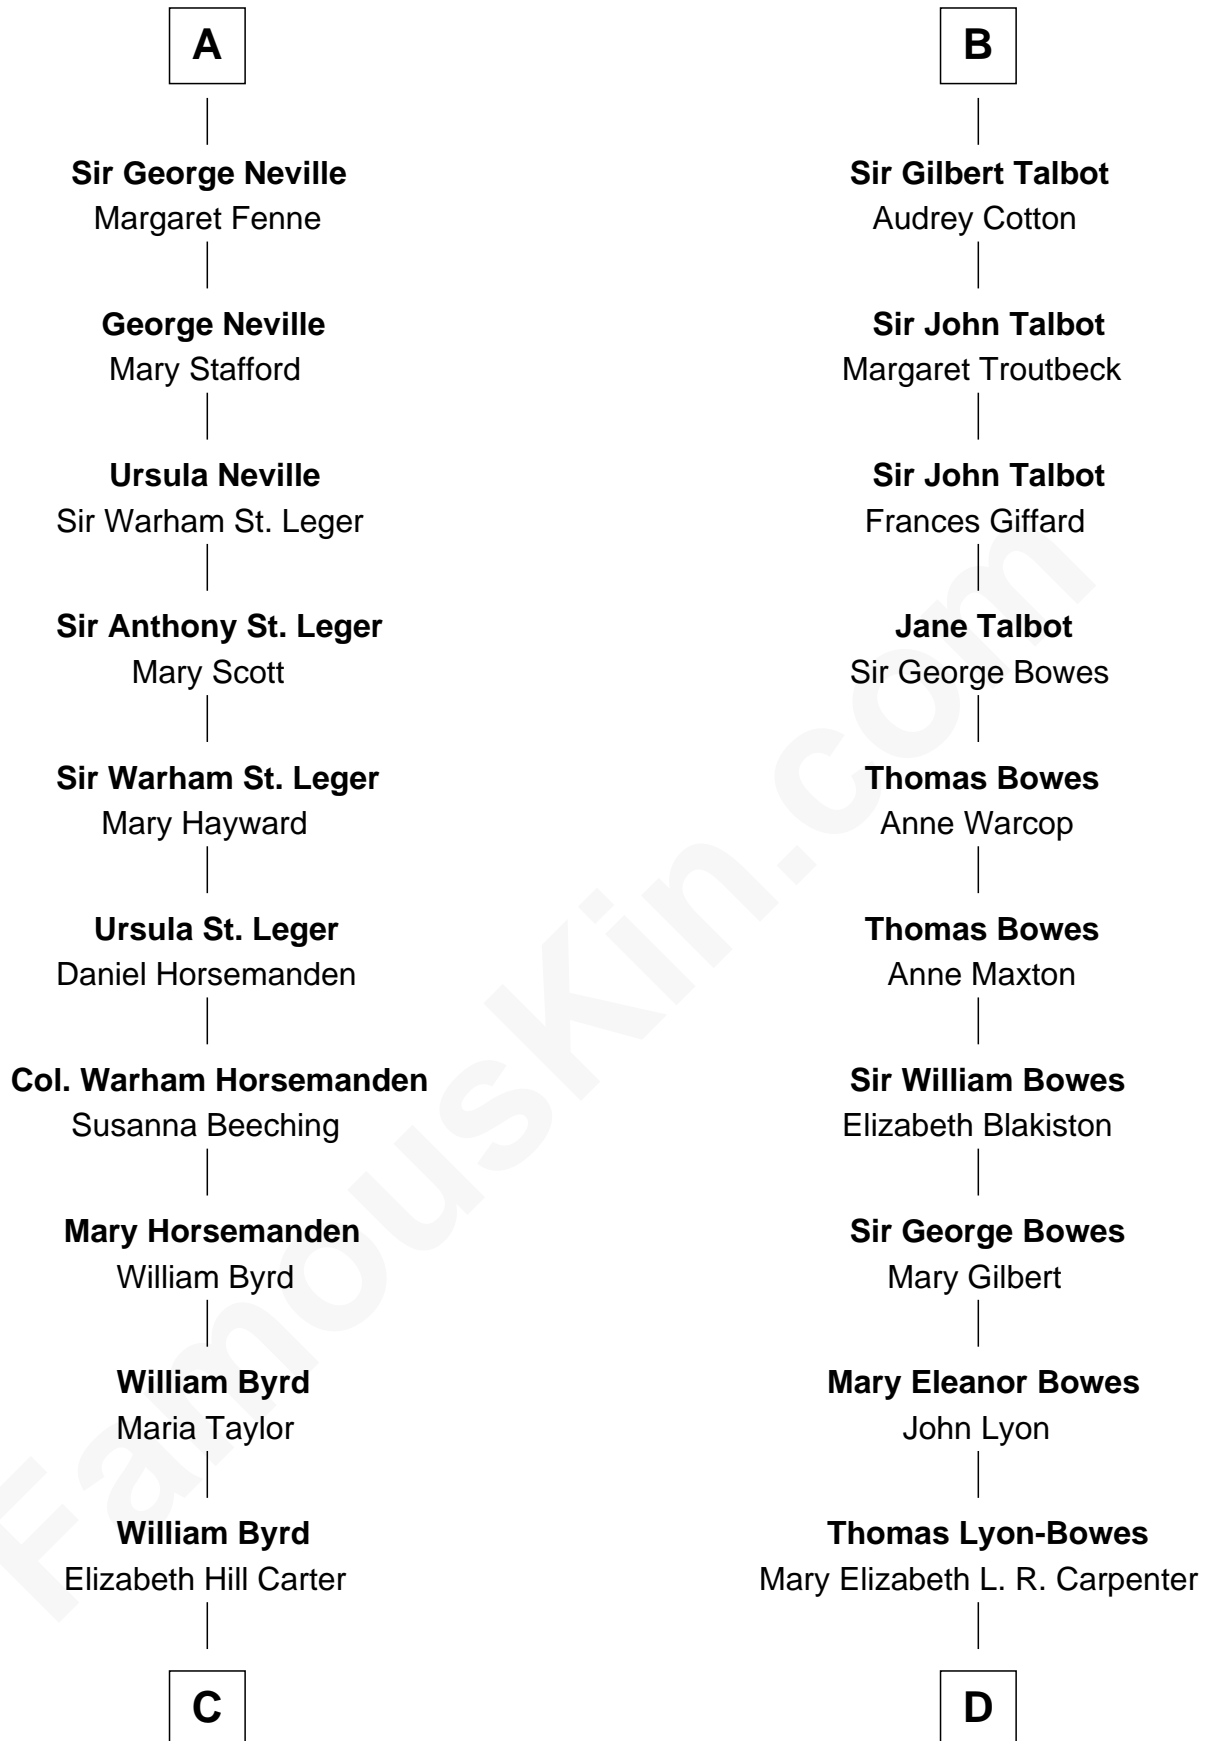 A
Sir George Neville
Margaret Fenne
George Neville
Mary Stafford
Ursula Neville
Sir Warham St. Leger
Sir Anthony St. Leger
Mary Scott
Sir Warham St. Leger
Mary Hayward
Ursula St. Leger
Daniel Horsemanden
Col. Warham Horsemanden
Susanna Beeching
Mary Horsemanden
William Byrd
William Byrd
Maria Taylor
William Byrd
Elizabeth Hill Carter
C
B
Sir Gilbert Talbot
Audrey Cotton
Sir John Talbot
Margaret Troutbeck
Sir John Talbot
Frances Giffard
Jane Talbot
Sir George Bowes
Thomas Bowes
Anne Warcop
Thomas Bowes
Anne Maxton
Sir William Bowes
Elizabeth Blakiston
Sir George Bowes
Mary Gilbert
Mary Eleanor Bowes
John Lyon
Thomas Lyon-Bowes
Mary Elizabeth L. R. Carpenter
D
FamousKin.com